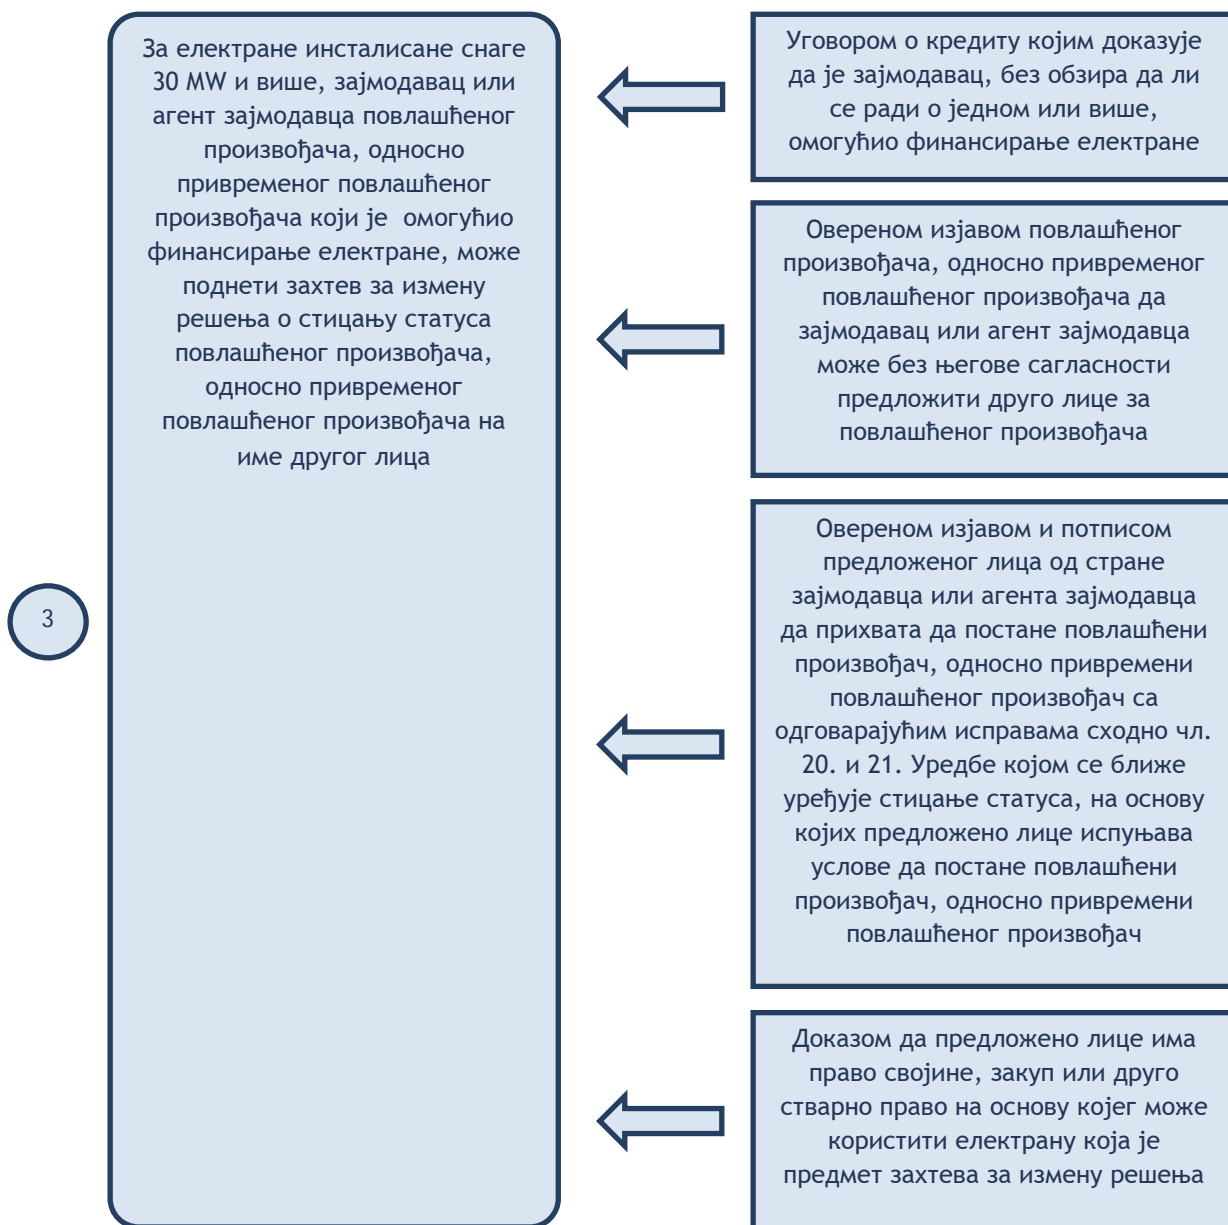 За електране инсталисане снаге
30 MW и више, зајмодавац или
агент зајмодавца повлашћеног
произвођача, односно
привременог повлашћеног
произвођача који је омогућио
финансирање електране, може
поднети захтев за измену
решења о стицању статуса
повлашћеног произвођача,
односно привременог
повлашћеног произвођача на
име другог лица
3
Уговором о кредиту којим доказује
да је зајмодавац, без обзира да ли
се ради о једном или више,
омогућио финансирање електране
Овереном изјавом повлашћеног
произвођача, односно привременог
повлашћеног произвођача да
зајмодавац или агент зајмодавца
може без његове сагласности
предложити друго лице за
повлашћеног произвођача
Овереном изјавом и потписом
предложеног лица од стране
зајмодавца или агента зајмодавца
да прихвата да постане повлашћени
произвођач, односно привремени
повлашћеног произвођач са
одговарајућим исправама сходно чл.
20. и 21. Уредбе којом се ближе
уређује стицање статуса, на основу
којих предложено лице испуњава
услове да постане повлашћени
произвођач, односно привремени
повлашћеног произвођач
Доказом да предложено лице има
право својине, закуп или друго
стварно право на основу којег може
користити електрану која је
предмет захтева за измену решења